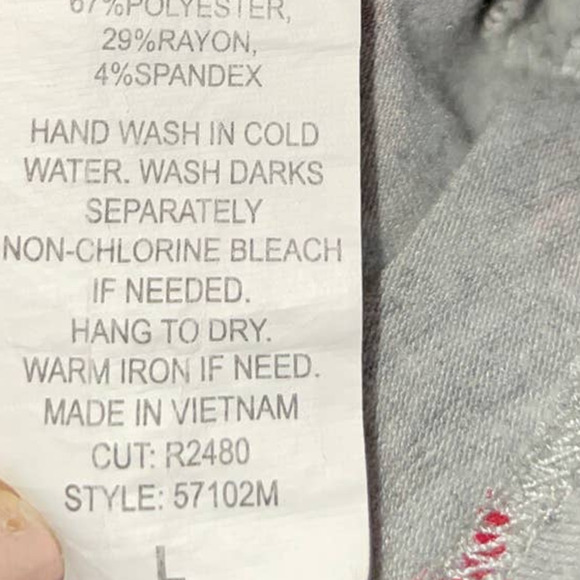 67%POLYESTER,
29%RAYON,
4%SPANDEX
HAND WASH IN COLD
WATER. WASH DARKS
SEPARATELY
NON-CHLORINE BLEACH
IF NEEDED.
HANG TO DRY.
WARM IRON IF NEED.
MADE IN VIETNAM
CUT: R2480
STYLE: 57102M
L